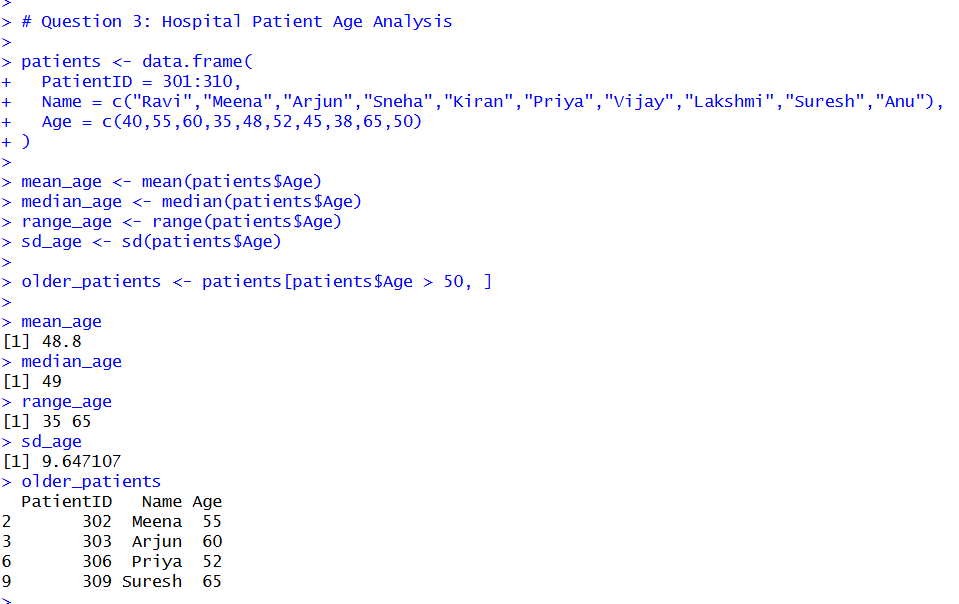 >
> # Question 3: Hospital Patient Age Analysis
>
> patients <- data.frame(
+   PatientID = 301:310,
+   Name = c("Ravi","Meena","Arjun","Sneha","Kiran","Priya","Vijay","Lakshmi","Suresh","Anu"),
+   Age = c(40,55,60,35,48,52,45,38,65,50)
+ )
>
> mean_age <- mean(patients$Age)
> median_age <- median(patients$Age)
> range_age <- range(patients$Age)
> sd_age <- sd(patients$Age)
>
> older_patients <- patients[patients$Age > 50, ]
>
> mean_age
[1] 48.8
> median_age
[1] 49
> range_age
[1] 35 65
> sd_age
[1] 9.647107
> older_patients
  PatientID   Name Age
2       302  Meena  55
3       303  Arjun  60
6       306  Priya  52
9       309 Suresh  65
>